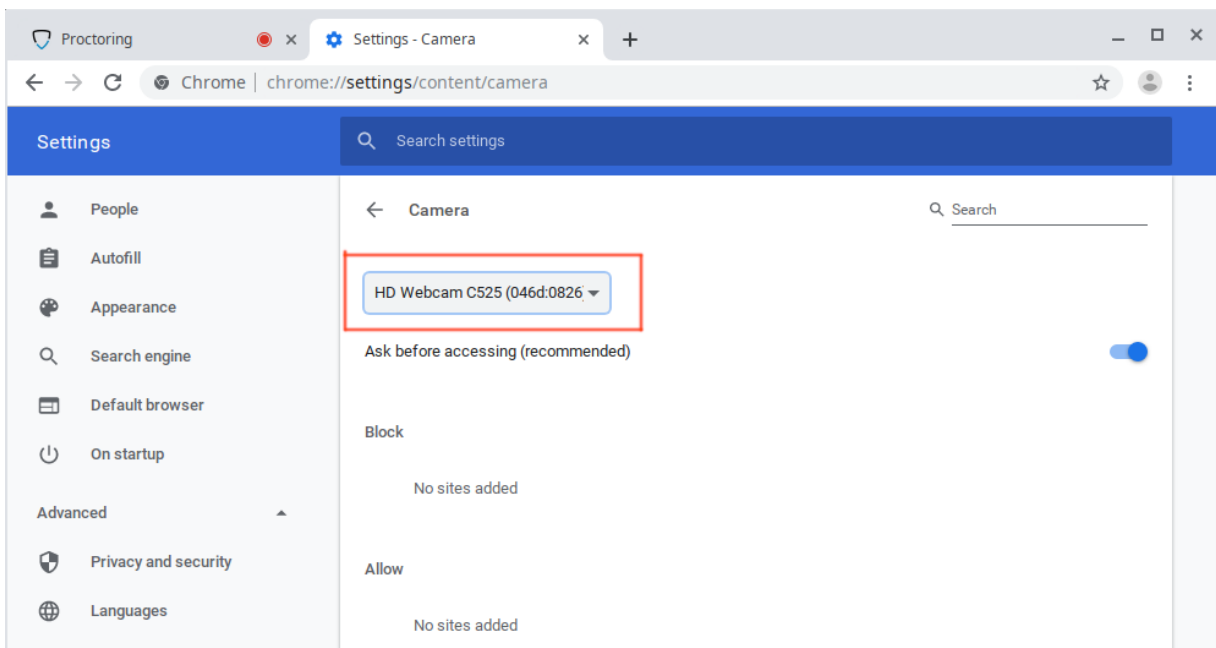 Proctoring
Settings - Camera
Chrome | chrome://settings/content/camera
Settings
Search settings
People
Autofill
Appearance
Search engine
Default browser
On startup
Advanced
Privacy and security
Languages
Camera
Search
HD Webcam C525 (046d:0826
Ask before accessing (recommended)
Block
No sites added
Allow
No sites added